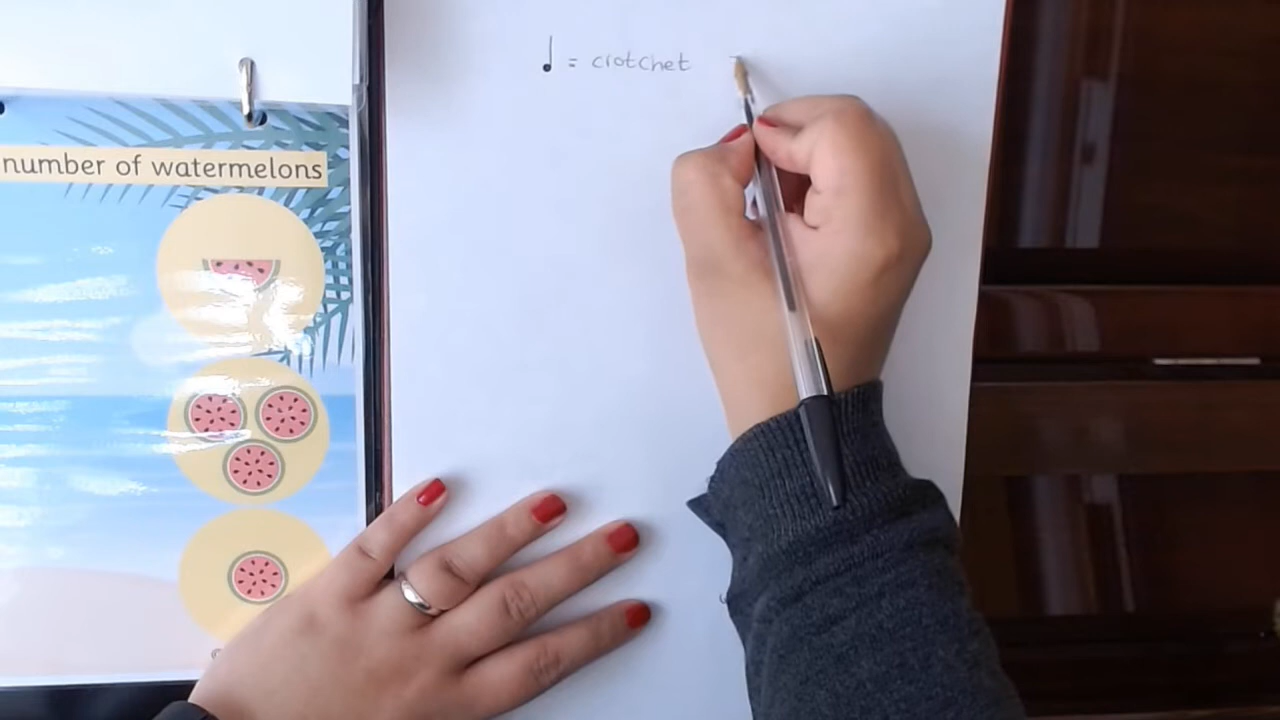 ♩ = crotchet
number of watermelons